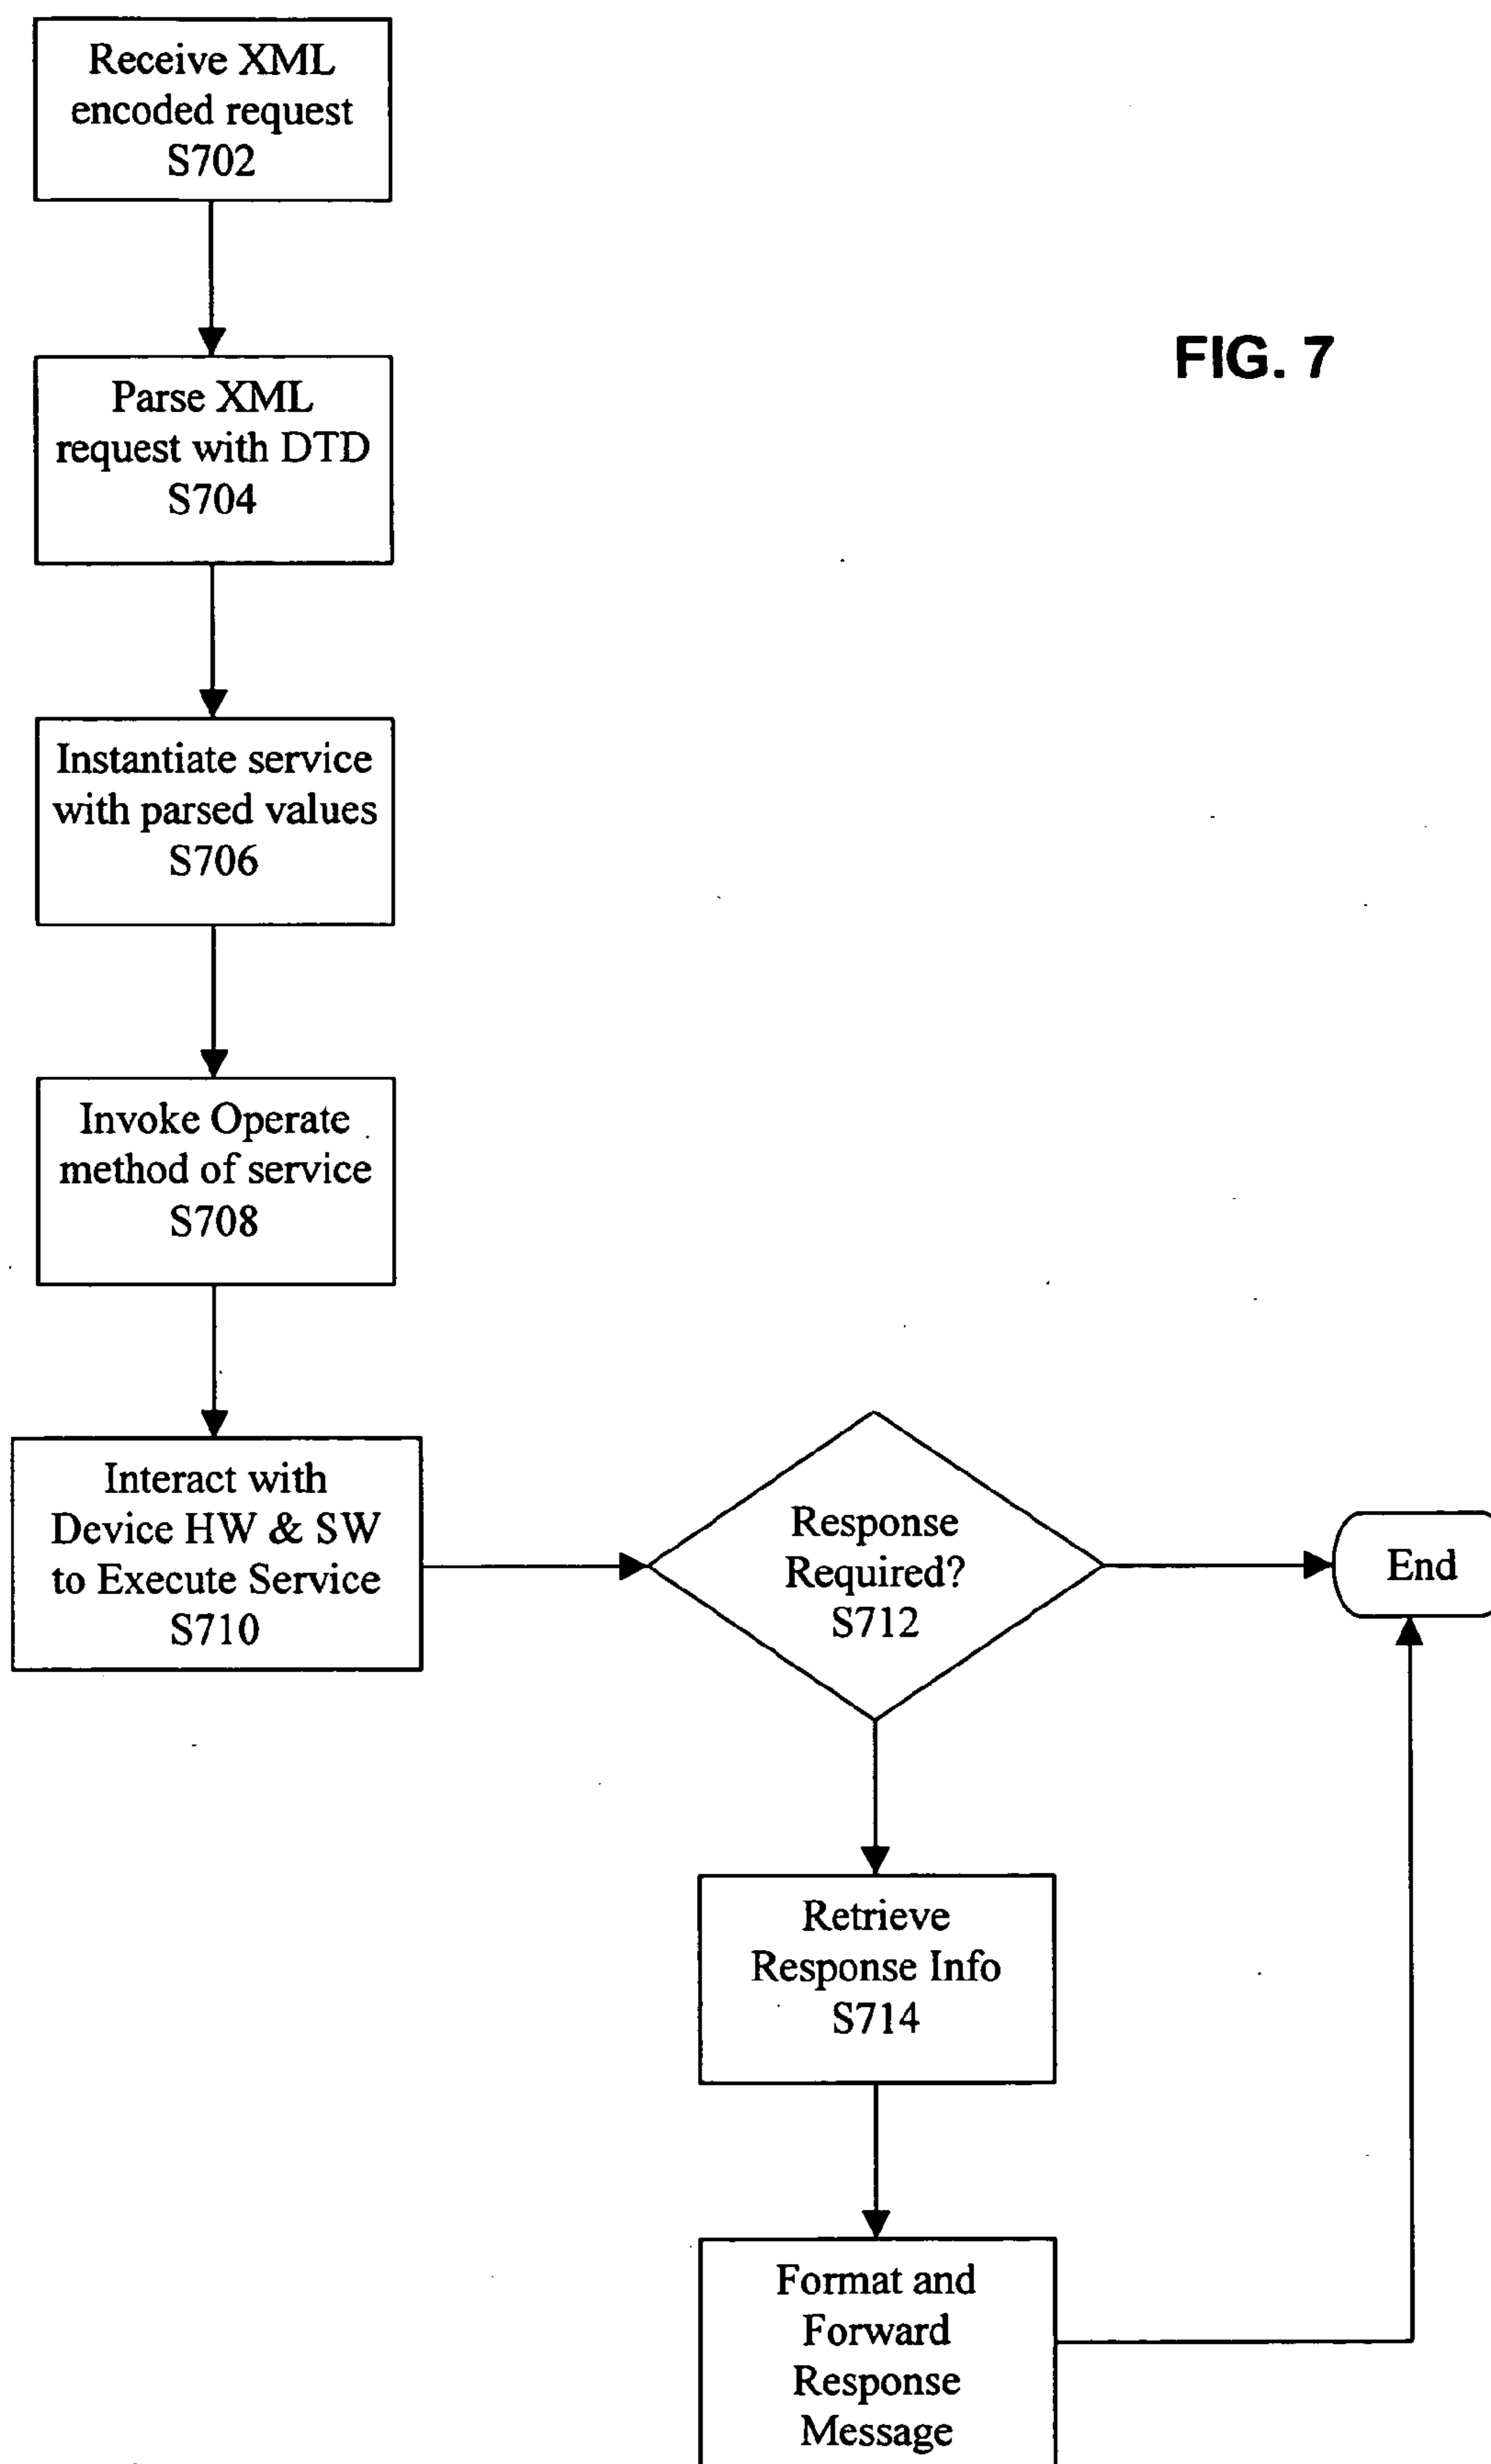 Receive XML
encoded request
S702
FIG. 7
Parse XML
request with DTD
S704
Instantiate service
with parsed values
S706
Invoke Operate
method of service
S708
Interact with
Device HW & SW
to Execute Service
S710
Response
Required?
S712
End
Retrieve
Response Info
S714
Format and
Forward
Response
Message